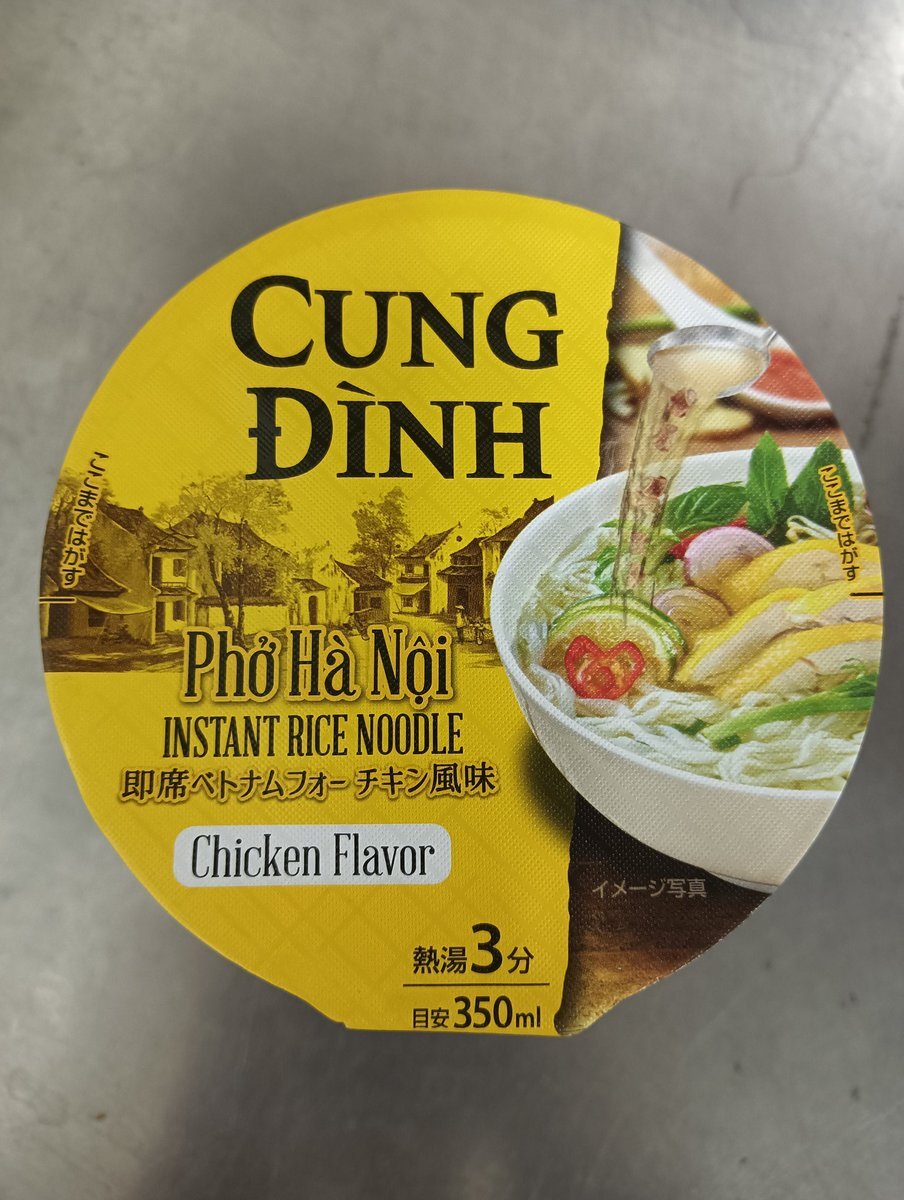 CUNG
ĐÌNH
ここまではがす
ここまではがす
Phở Hà Nội
INSTANT RICE NOODLE
即席ベトナムフォー チキン風味
Chicken Flavor
イメージ写真
熱湯3分
目安350ml